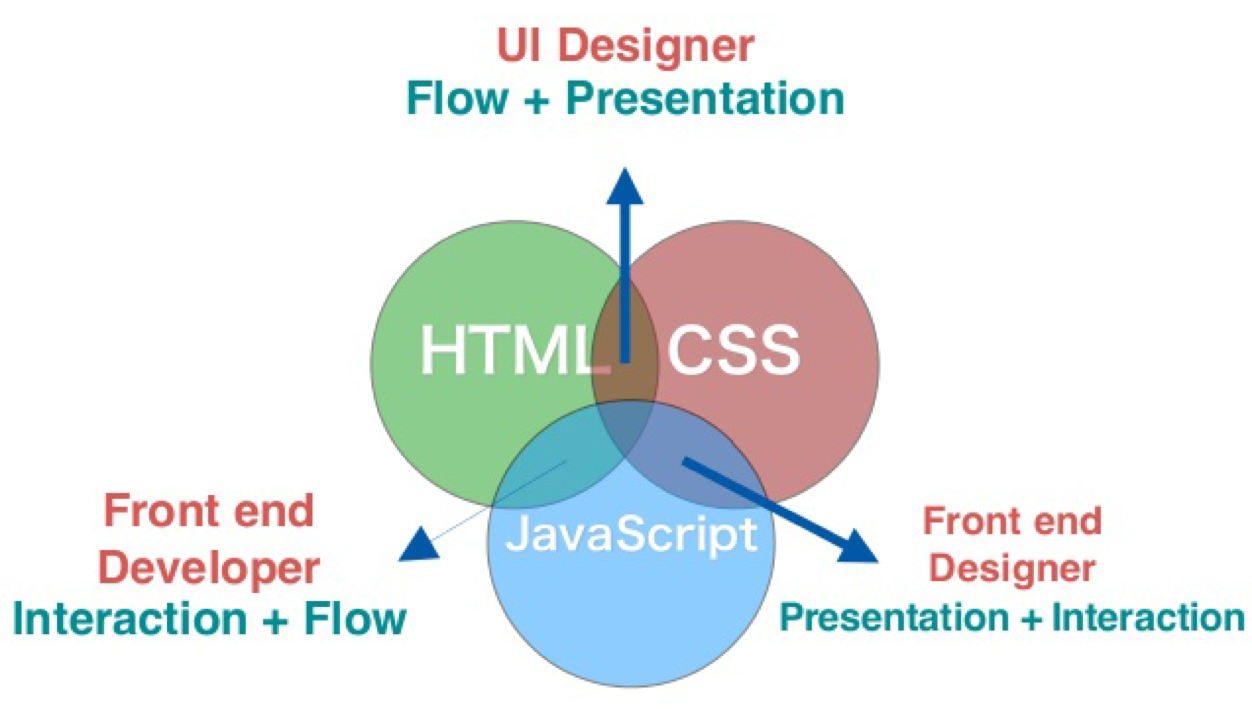 UI Designer
Flow + Presentation
HTML
CSS
JavaScript
Front end
Developer
Interaction + Flow
Front end
Designer
Presentation + Interaction